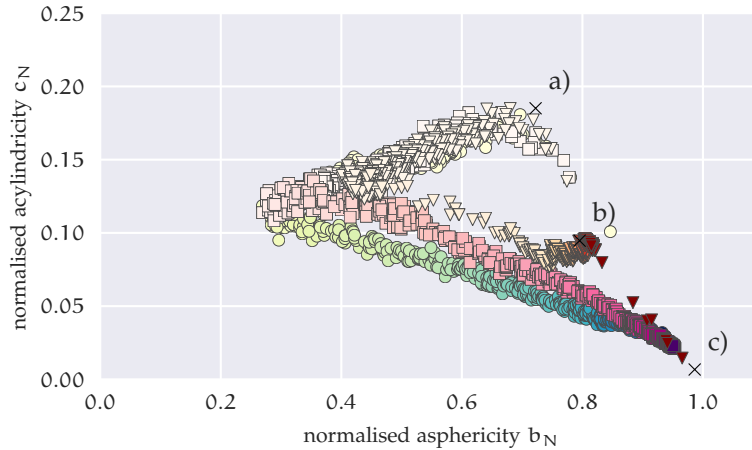 0.25
0.20
0.15
0.10
0.05
0.00
normalised acylindricity c_N
a)
b)
c)
0.0
0.2
0.4
0.6
0.8
1.0
normalised asphericity b_N